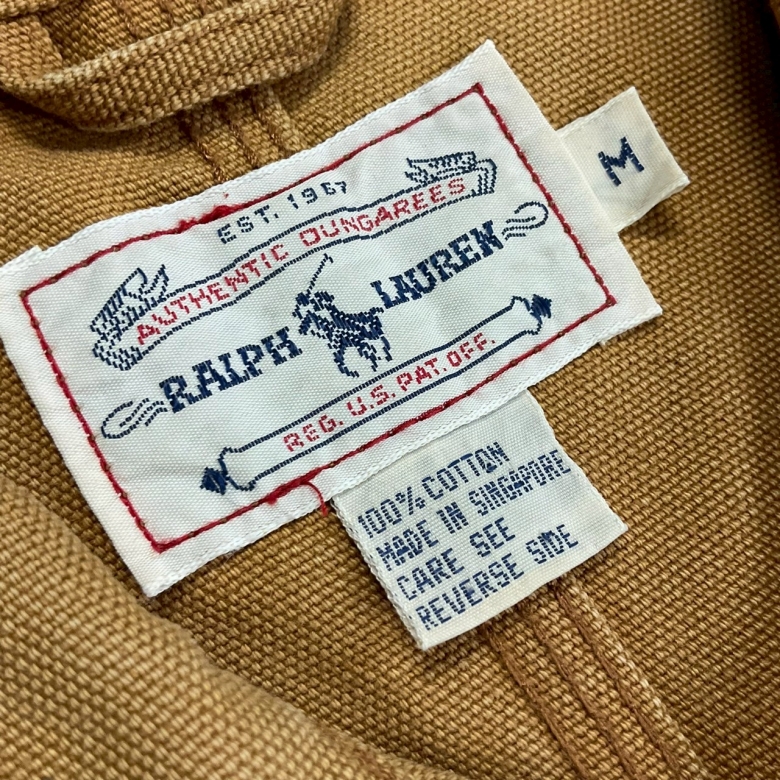 EST. 1967
AUTHENTIC DUNGAREES
RALPH LAUREN
REG. U.S. PAT. OFF.
M
100% COTTON
MADE IN SINGAPORE
CARE SEE
REVERSE SIDE